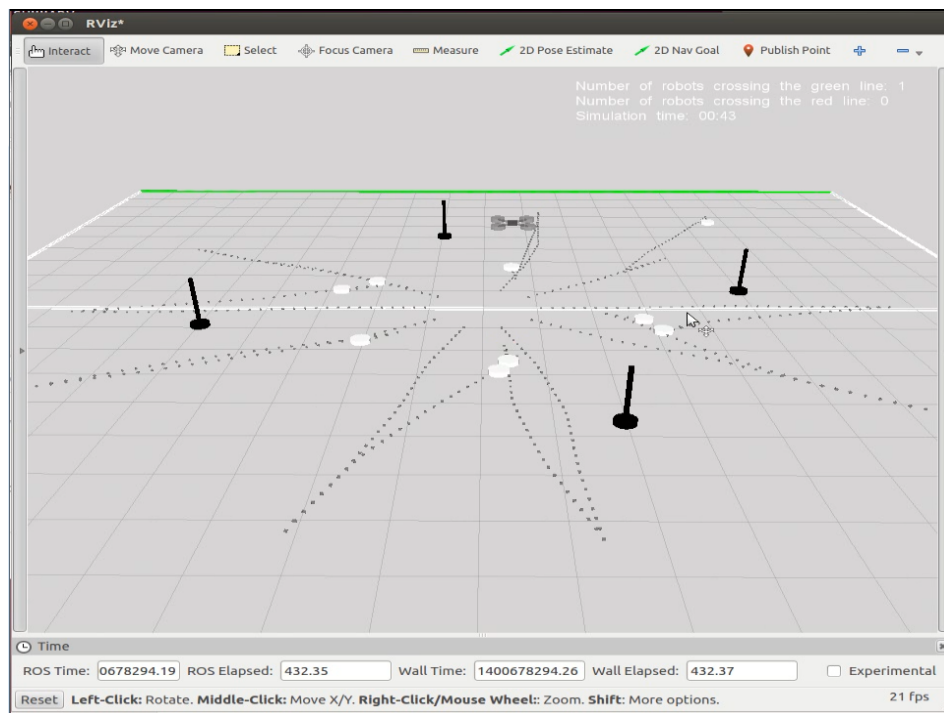 RViz*
Interact Move Camera Select Focus Camera Measure 2D Pose Estimate 2D Nav Goal Publish Point
Number of robots crossing the green line: 1
Number of robots crossing the red line: 0
Simulation time: 00:43
Time
ROS Time: 0678294.19 ROS Elapsed: 432.35 Wall Time: 1400678294.26 Wall Elapsed: 432.37 Experimental
Reset Left-Click: Rotate. Middle-Click: Move X/Y. Right-Click/Mouse Wheel:: Zoom. Shift: More options. 21 fps